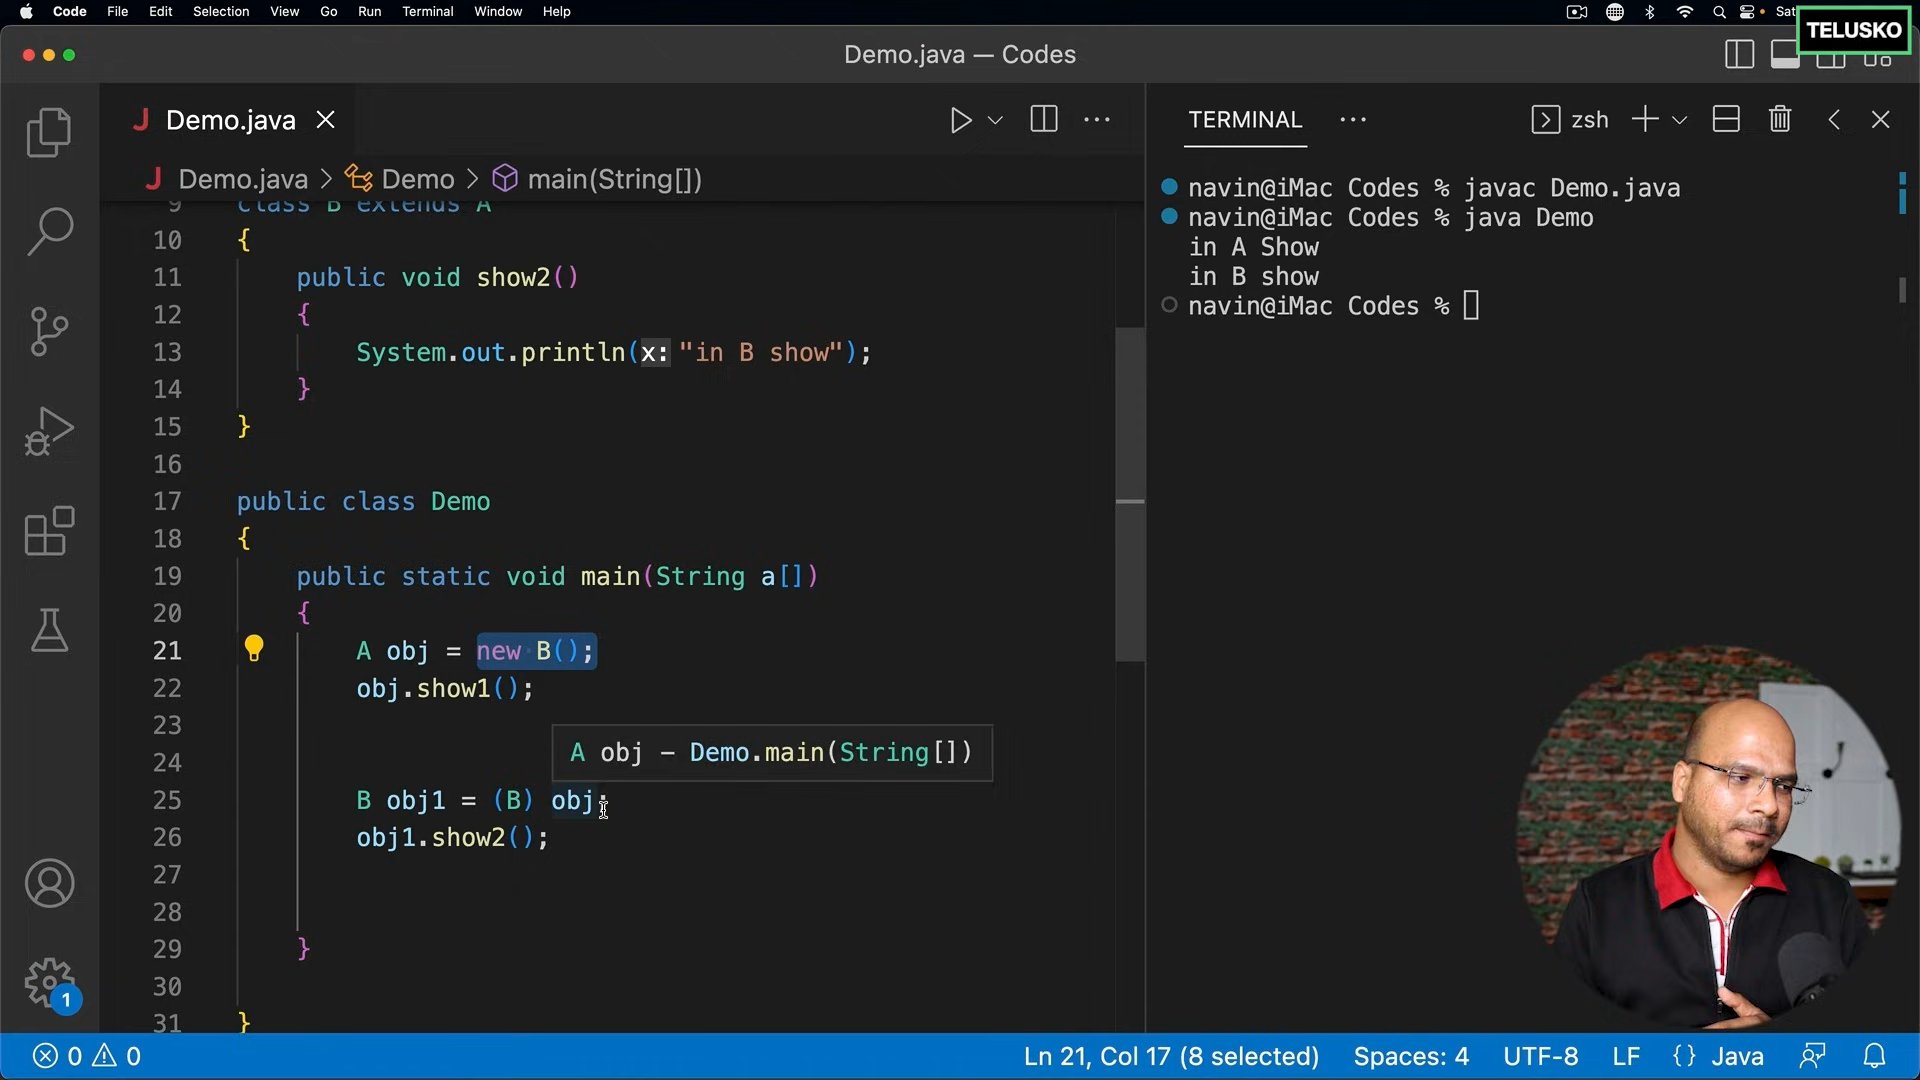 Code File Edit Selection View Go Run Terminal Window Help
TELUSKO
Demo.java — Codes
Demo.java
Demo.java > Demo > main(String[])
9 class B extends A
10 {
11 public void show2()
12 {
13 System.out.println(x: "in B show");
14 }
15 }
16
17 public class Demo
18 {
19 public static void main(String a[])
20 {
21 A obj = new B();
22 obj.show1();
23
A obj – Demo.main(String[])
24
25 B obj1 = (B) obj;
26 obj1.show2();
27
28
29 }
30
31 }
TERMINAL
zsh
navin@iMac Codes % javac Demo.java
navin@iMac Codes % java Demo
in A Show
in B show
navin@iMac Codes %
1
0 0
Ln 21, Col 17 (8 selected) Spaces: 4 UTF-8 LF {} Java